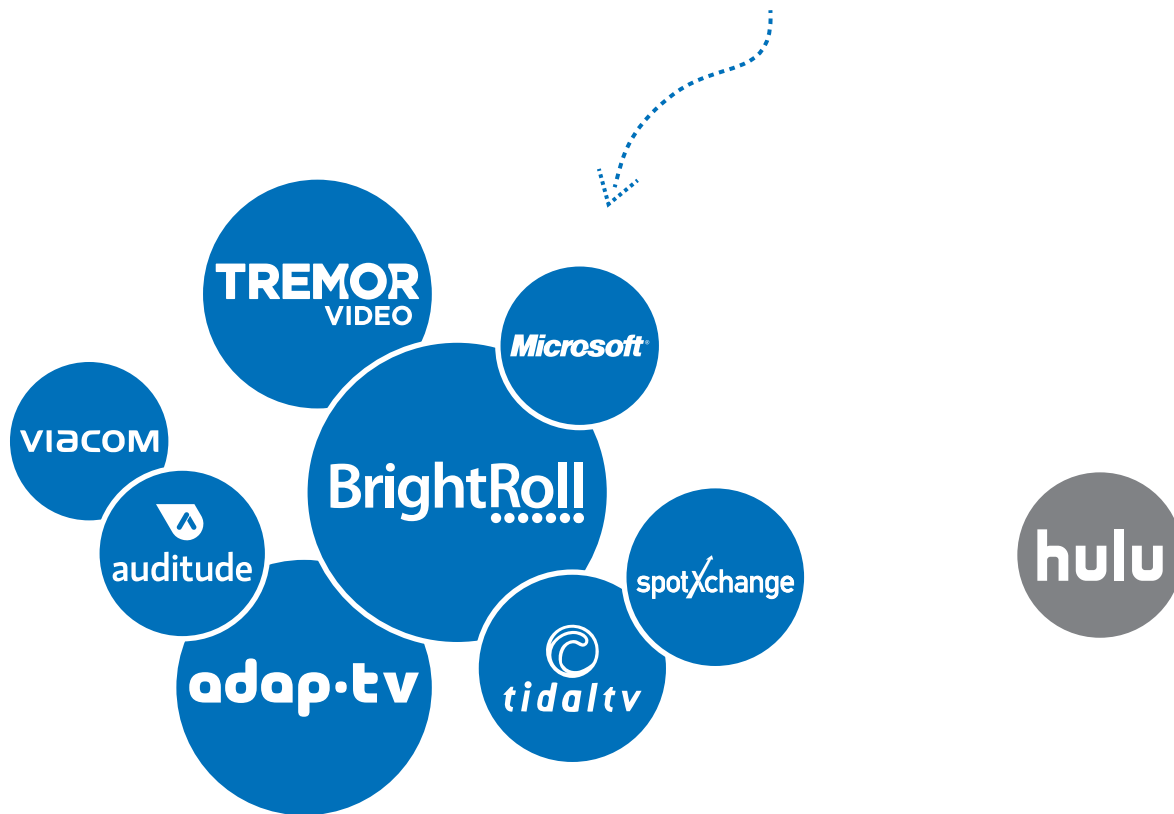 TREMOR
VIDEO
Microsoft®
VIACOM
BrightRoll
auditude
spotXchange
hulu
adap.tv
tidaltv